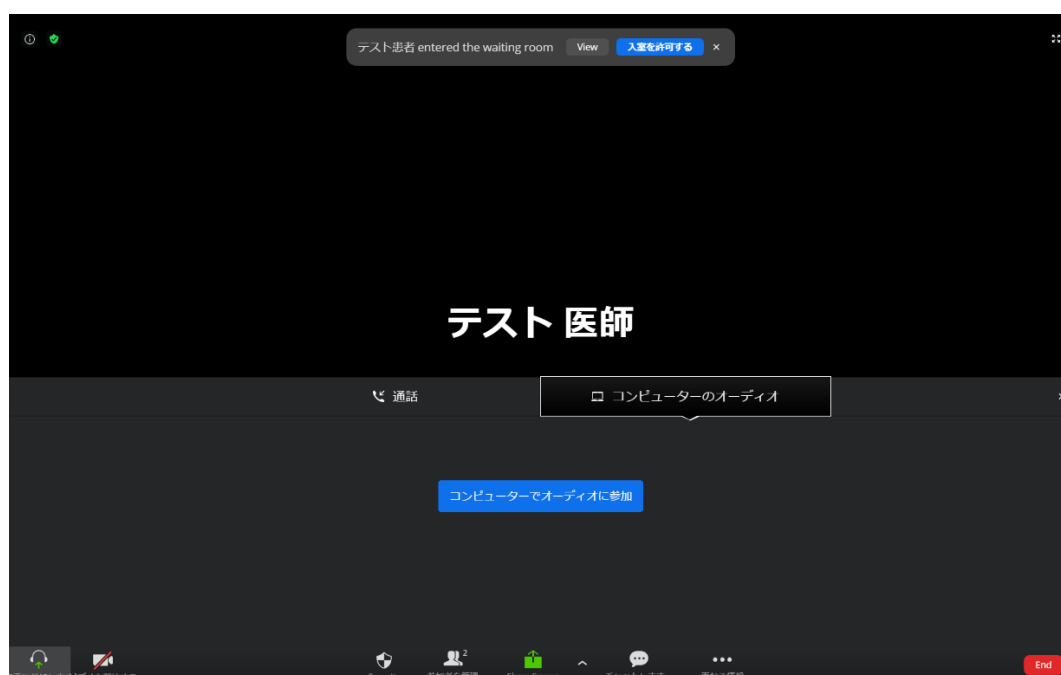 テスト患者 entered the waiting room View 入室を許可する ×
テスト 医師
通話 コンピューターのオーディオ
コンピューターでオーディオに参加
2
End